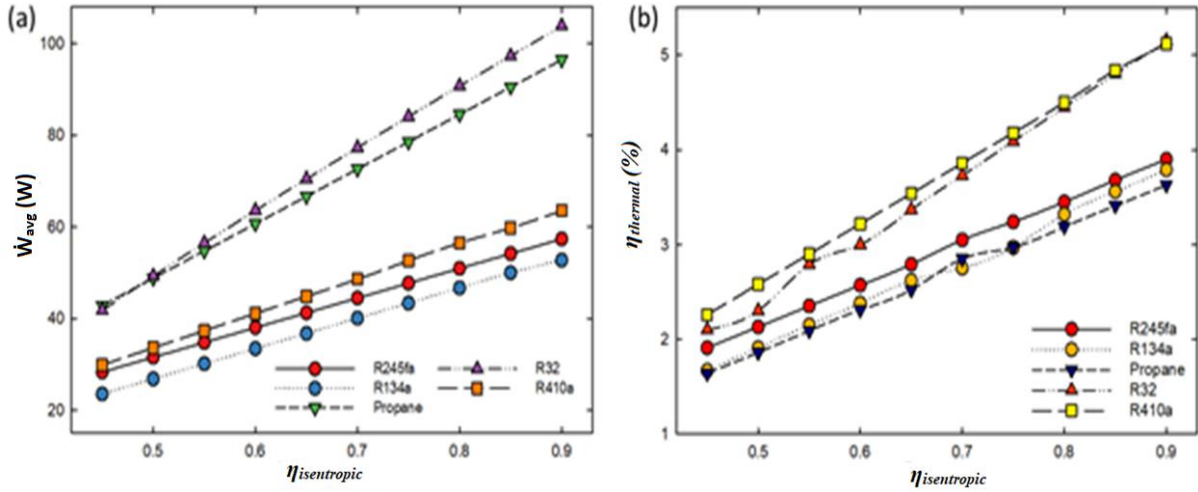 (a)
100
80
60
40
20
Ẇavg (W)
R245fa
R134a
Propane
R32
R410a
0.5 0.6 0.7 0.8 0.9
ηisentropic
(b)
5
4
3
2
1
ηthermal (%)
R245fa
R134a
Propane
R32
R410a
0.5 0.6 0.7 0.8 0.9
ηisentropic